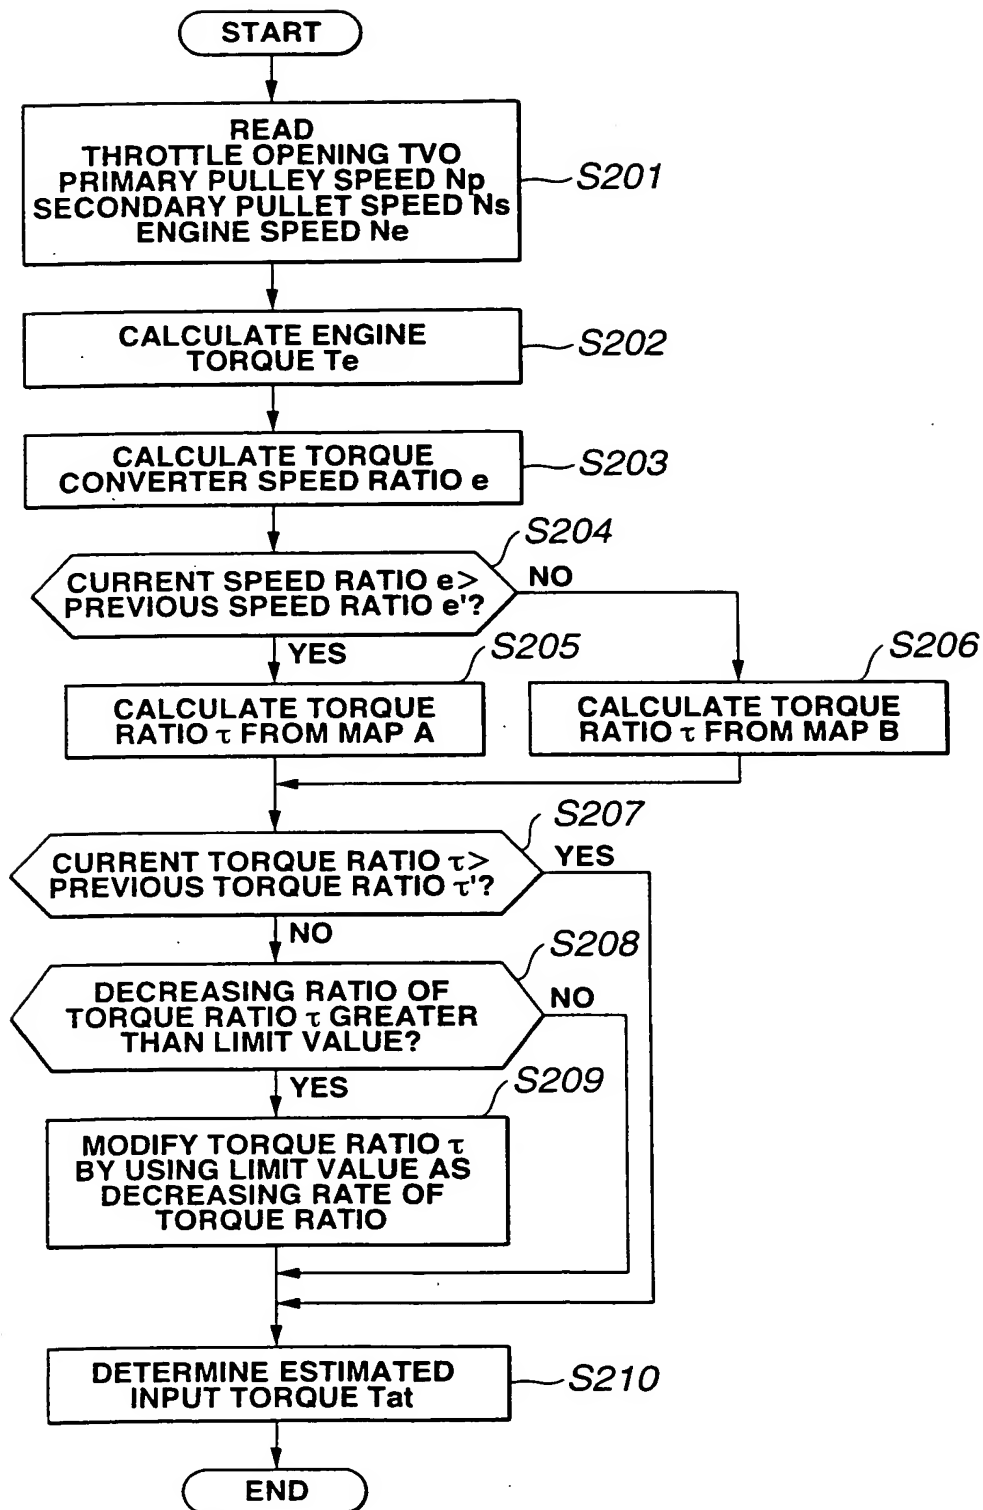 START
READ
THROTTLE OPENING TVO
PRIMARY PULLEY SPEED Np
SECONDARY PULLET SPEED Ns
ENGINE SPEED Ne
S201
CALCULATE ENGINE
TORQUE Te
S202
CALCULATE TORQUE
CONVERTER SPEED RATIO e
S203
S204
CURRENT SPEED RATIO e>
PREVIOUS SPEED RATIO e'?
NO
YES
S205
S206
CALCULATE TORQUE
RATIO τ FROM MAP A
CALCULATE TORQUE
RATIO τ FROM MAP B
S207
CURRENT TORQUE RATIO τ>
PREVIOUS TORQUE RATIO τ'?
YES
NO
S208
DECREASING RATIO OF
TORQUE RATIO τ GREATER
THAN LIMIT VALUE?
NO
YES
S209
MODIFY TORQUE RATIO τ
BY USING LIMIT VALUE AS
DECREASING RATE OF
TORQUE RATIO
DETERMINE ESTIMATED
INPUT TORQUE Tat
S210
END